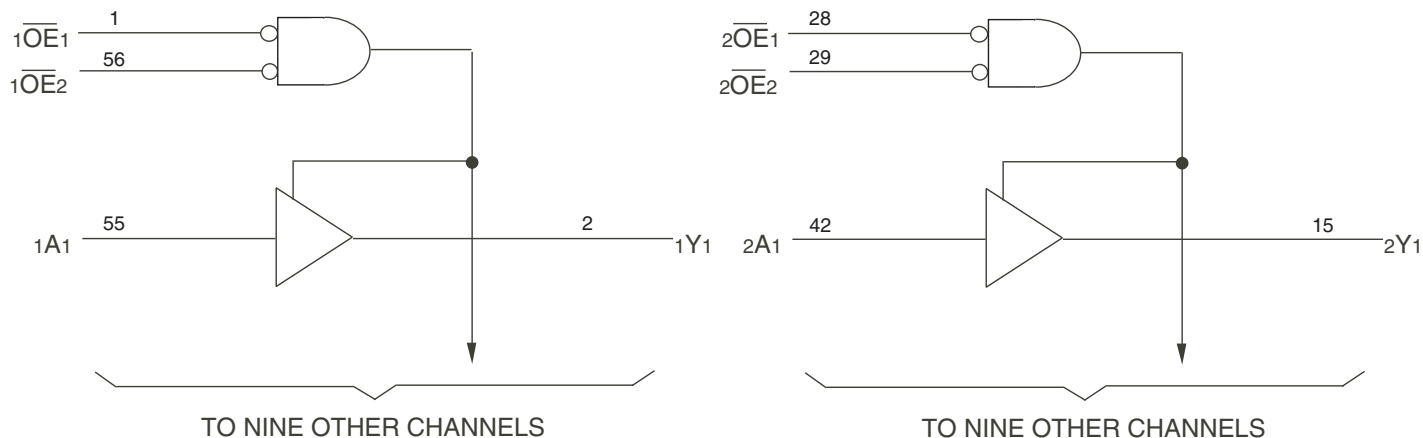 1
1OE1
56
1OE2
55
1A1
2
1Y1
TO NINE OTHER CHANNELS
28
2OE1
29
2OE2
42
2A1
15
2Y1
TO NINE OTHER CHANNELS